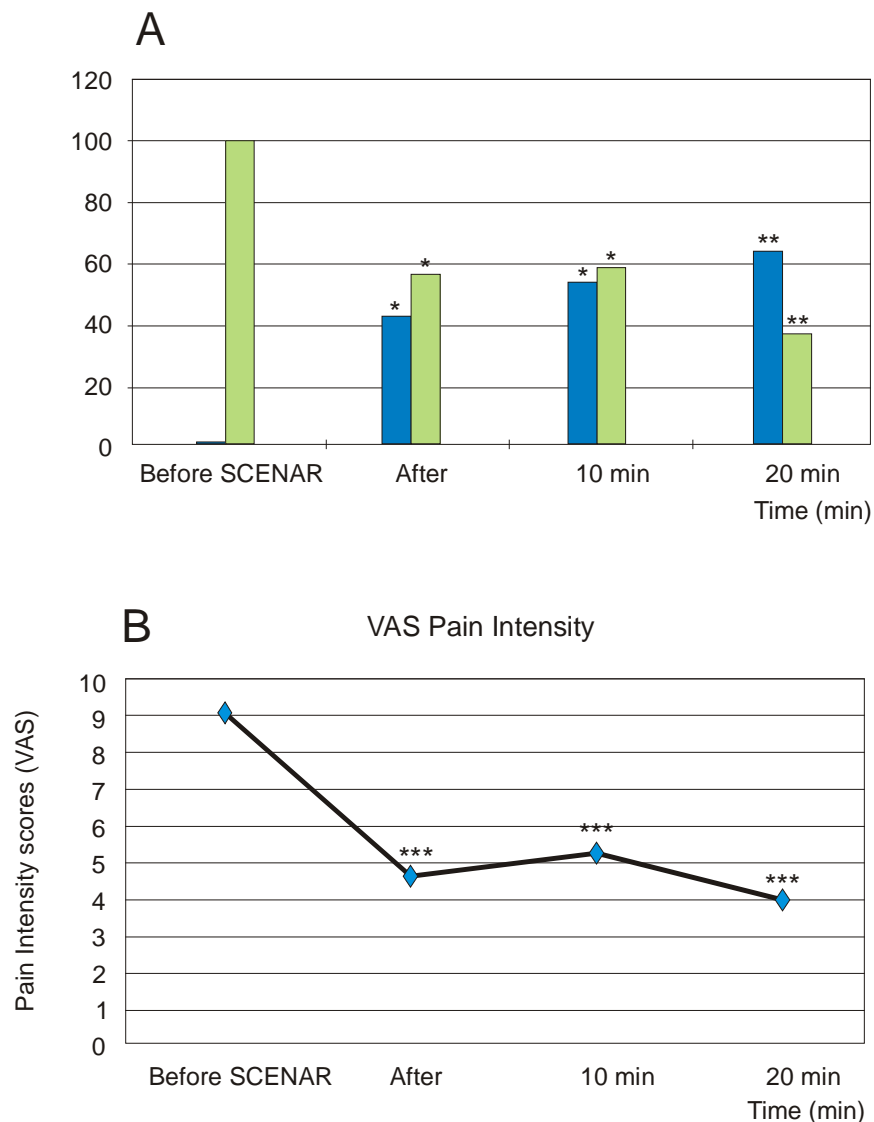 A
120
100
80
60
40
20
0
* * * * ** **
Before SCENAR After 10 min 20 min
Time (min)
B VAS Pain Intensity
Pain Intensity scores (VAS)
10
9
8
7
6
5
4
3
2
1
0
*** *** ***
Before SCENAR After 10 min 20 min
Time (min)